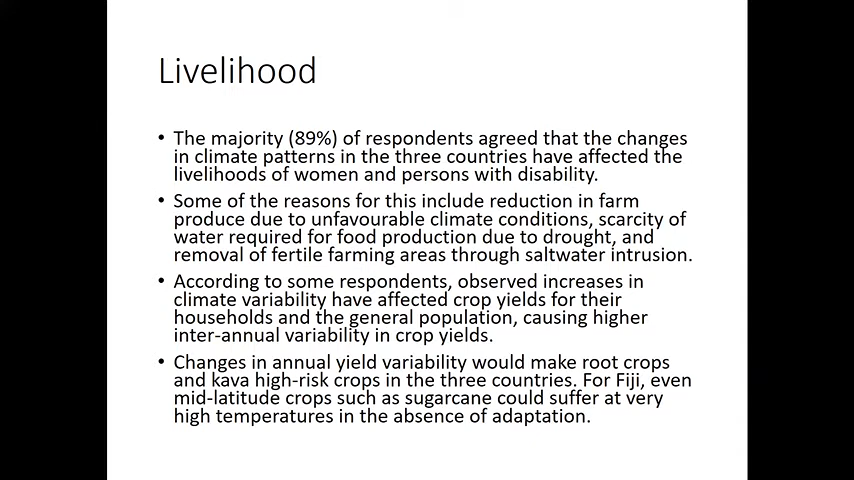 Livelihood
• The majority (89%) of respondents agreed that the changes
in climate patterns in the three countries have affected the
livelihoods of women and persons with disability.
• Some of the reasons for this include reduction in farm
produce due to unfavourable climate conditions, scarcity of
water required for food production due to drought, and
removal of fertile farming areas through saltwater intrusion.
• According to some respondents, observed increases in
climate variability have affected crop yields for their
households and the general population, causing higher
inter-annual variability in crop yields.
• Changes in annual yield variability would make root crops
and kava high-risk crops in the three countries. For Fiji, even
mid-latitude crops such as sugarcane could suffer at very
high temperatures in the absence of adaptation.